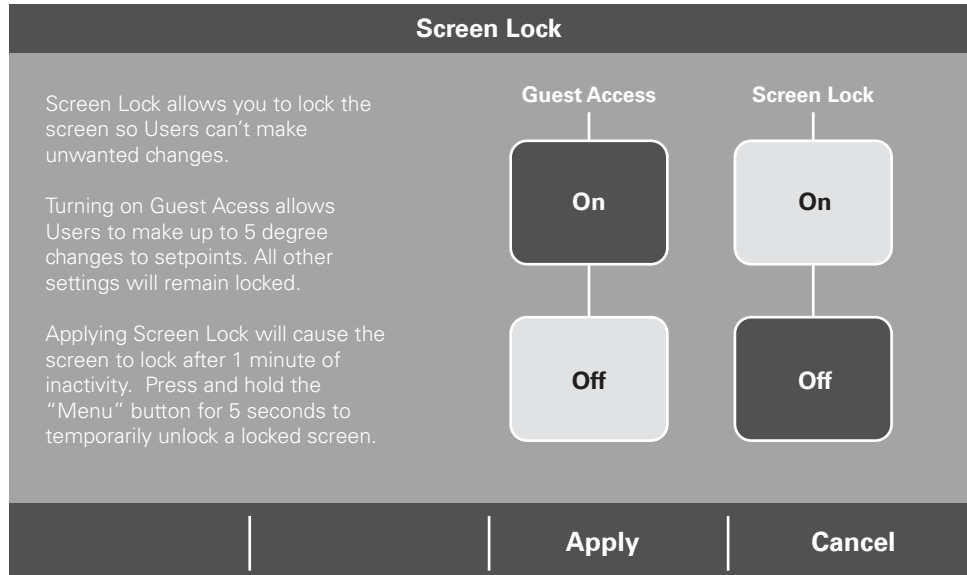 Screen Lock
Screen Lock allows you to lock the
screen so Users can’t make
unwanted changes.
Turning on Guest Acess allows
Users to make up to 5 degree
changes to setpoints. All other
settings will remain locked.
Applying Screen Lock will cause the
screen to lock after 1 minute of
inactivity.  Press and hold the
“Menu” button for 5 seconds to
temporarily unlock a locked screen.
Guest Access
On
Off
Screen Lock
On
Off
Apply
Cancel